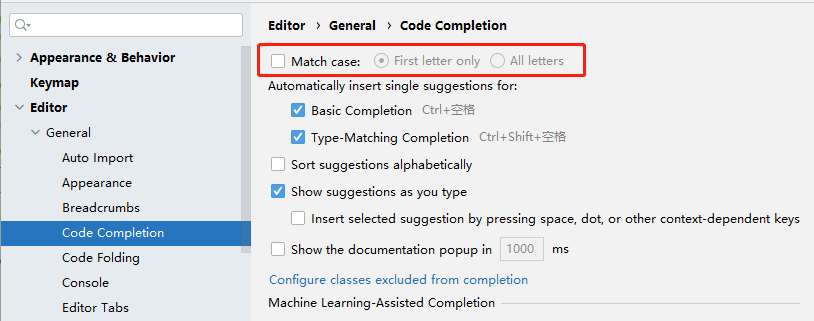 Editor › General › Code Completion
Appearance & Behavior
Keymap
Editor
General
Auto Import
Appearance
Breadcrumbs
Code Completion
Code Folding
Console
Editor Tabs
Match case: First letter only All letters
Automatically insert single suggestions for:
Basic Completion Ctrl+空格
Type-Matching Completion Ctrl+Shift+空格
Sort suggestions alphabetically
Show suggestions as you type
Insert selected suggestion by pressing space, dot, or other context-dependent keys
Show the documentation popup in 1000 ms
Configure classes excluded from completion
Machine Learning-Assisted Completion